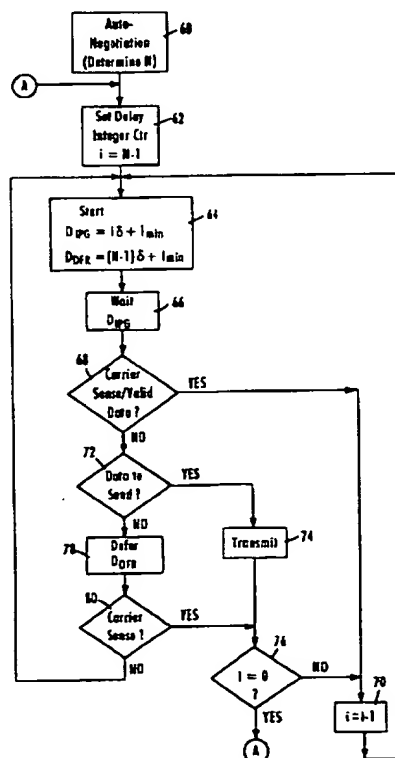 Auto-
Negotiation
(Determine N)
60
A
Set Delay
Integer Ctr
i = N-1
62
Start
D_IPG = iδ + I_min
D_DFR = (N-1)δ + I_min
64
Wait
D_IPG
66
68
Carrier
Sense/Valid
Data ?
YES
NO
72
Data to
Send ?
YES
NO
78
Defer
D_DFR
Transmit
74
80
Carrier
Sense ?
YES
NO
76
I = 0
?
NO
YES
70
i=i-1
A